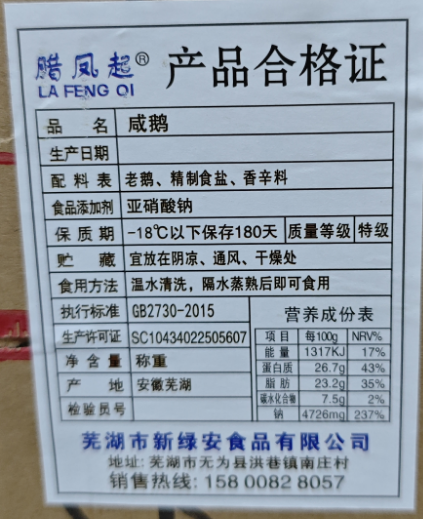 腊凤超® 产品合格证
LA FENG QI
品 名 咸鹅
生产日期
配料表 老鹅、精制食盐、香辛料
食品添加剂 亚硝酸钠
保质期 -18℃以下保存180天 质量等级 特级
贮 藏 宜放在阴凉、通风、干燥处
食用方法 温水清洗，隔水蒸熟后即可食用
执行标准 GB2730-2015
生产许可证 SC10434022505607
净含量 称重
产 地 安徽芜湖
检验员号
营养成份表
项目 每100g NRV%
能量 1317KJ 17%
蛋白质 26.7g 43%
脂肪 23.2g 35%
碳水化合物 7.5g 2%
钠 4726mg 237%
芜湖市新绿安食品有限公司
地址: 芜湖市无为县洪巷镇南庄村
销售热线: 158 0082 8057